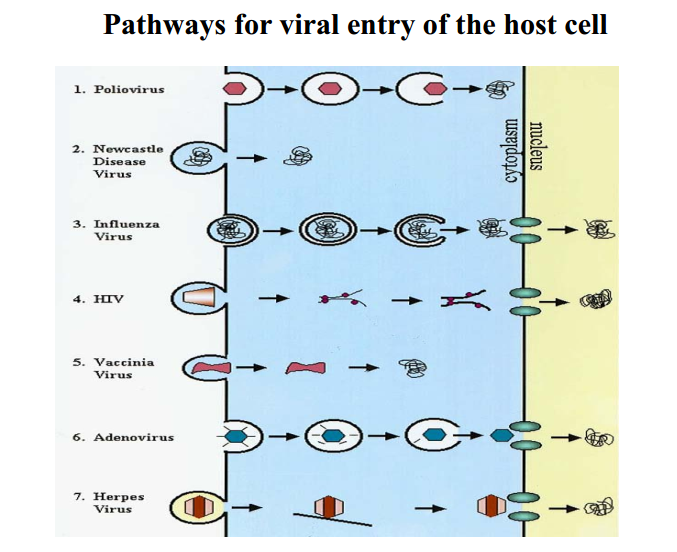 Pathways for viral entry of the host cell
1. Poliovirus
2. Newcastle
Disease
Virus
cytoplasm
nucleus
3. Influenza
Virus
4. HIV
5. Vaccinia
Virus
6. Adenovirus
7. Herpes
Virus